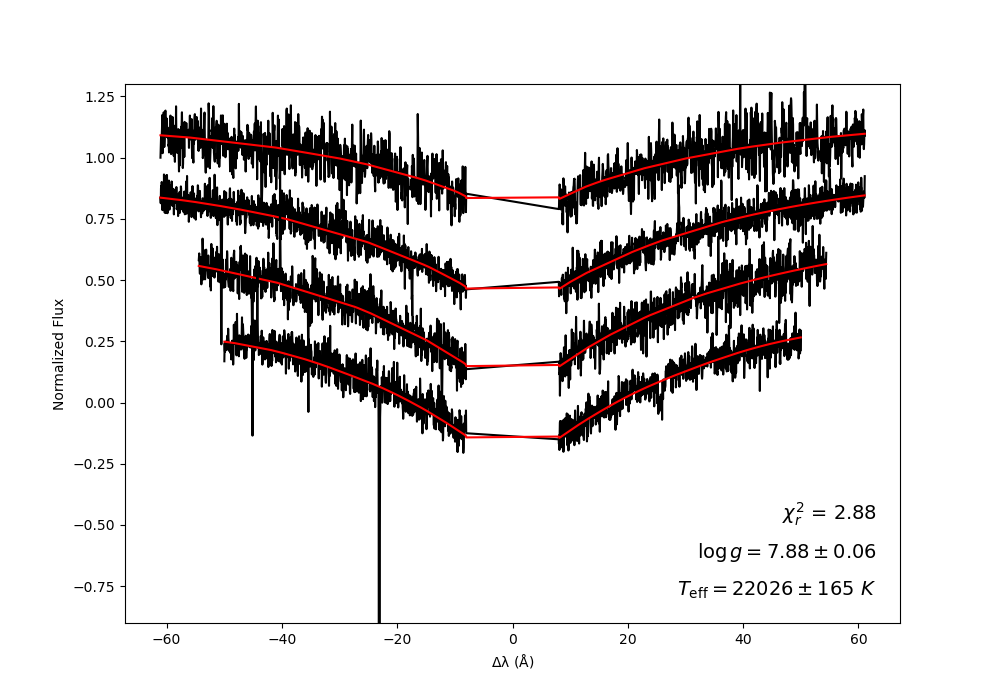 1.25
1.00
0.75
0.50
0.25
0.00
−0.25
−0.50
−0.75
Normalized Flux
χ²ᵣ = 2.88
log g = 7.88 ± 0.06
T_eff = 22026 ± 165 K
−60 −40 −20 0 20 40 60
Δλ (Å)